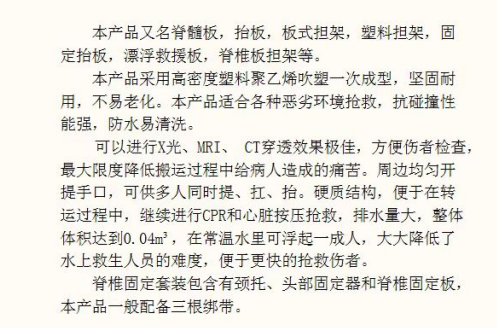 本产品又名脊髓板，抬板，板式担架，塑料担架，固
定抬板，漂浮救援板，脊椎板担架等。
本产品采用高密度塑料聚乙烯吹塑一次成型，坚固耐
用，不易老化。本产品适合各种恶劣环境抢救，抗碰撞性
能强，防水易清洗。
可以进行X光、MRI、 CT穿透效果极佳，方便伤者检查，
最大限度降低搬运过程中给病人造成的痛苦。周边均匀开
提手口，可供多人同时提、扛、抬。硬质结构，便于在转
运过程中，继续进行CPR和心脏按压抢救，排水量大，整体
体积达到0.04m³，在常温水里可浮起一成人，大大降低了
水上救生人员的难度，便于更快的抢救伤者。
脊椎固定套装包含有颈托、头部固定器和脊椎固定板，
本产品一般配备三根绑带。